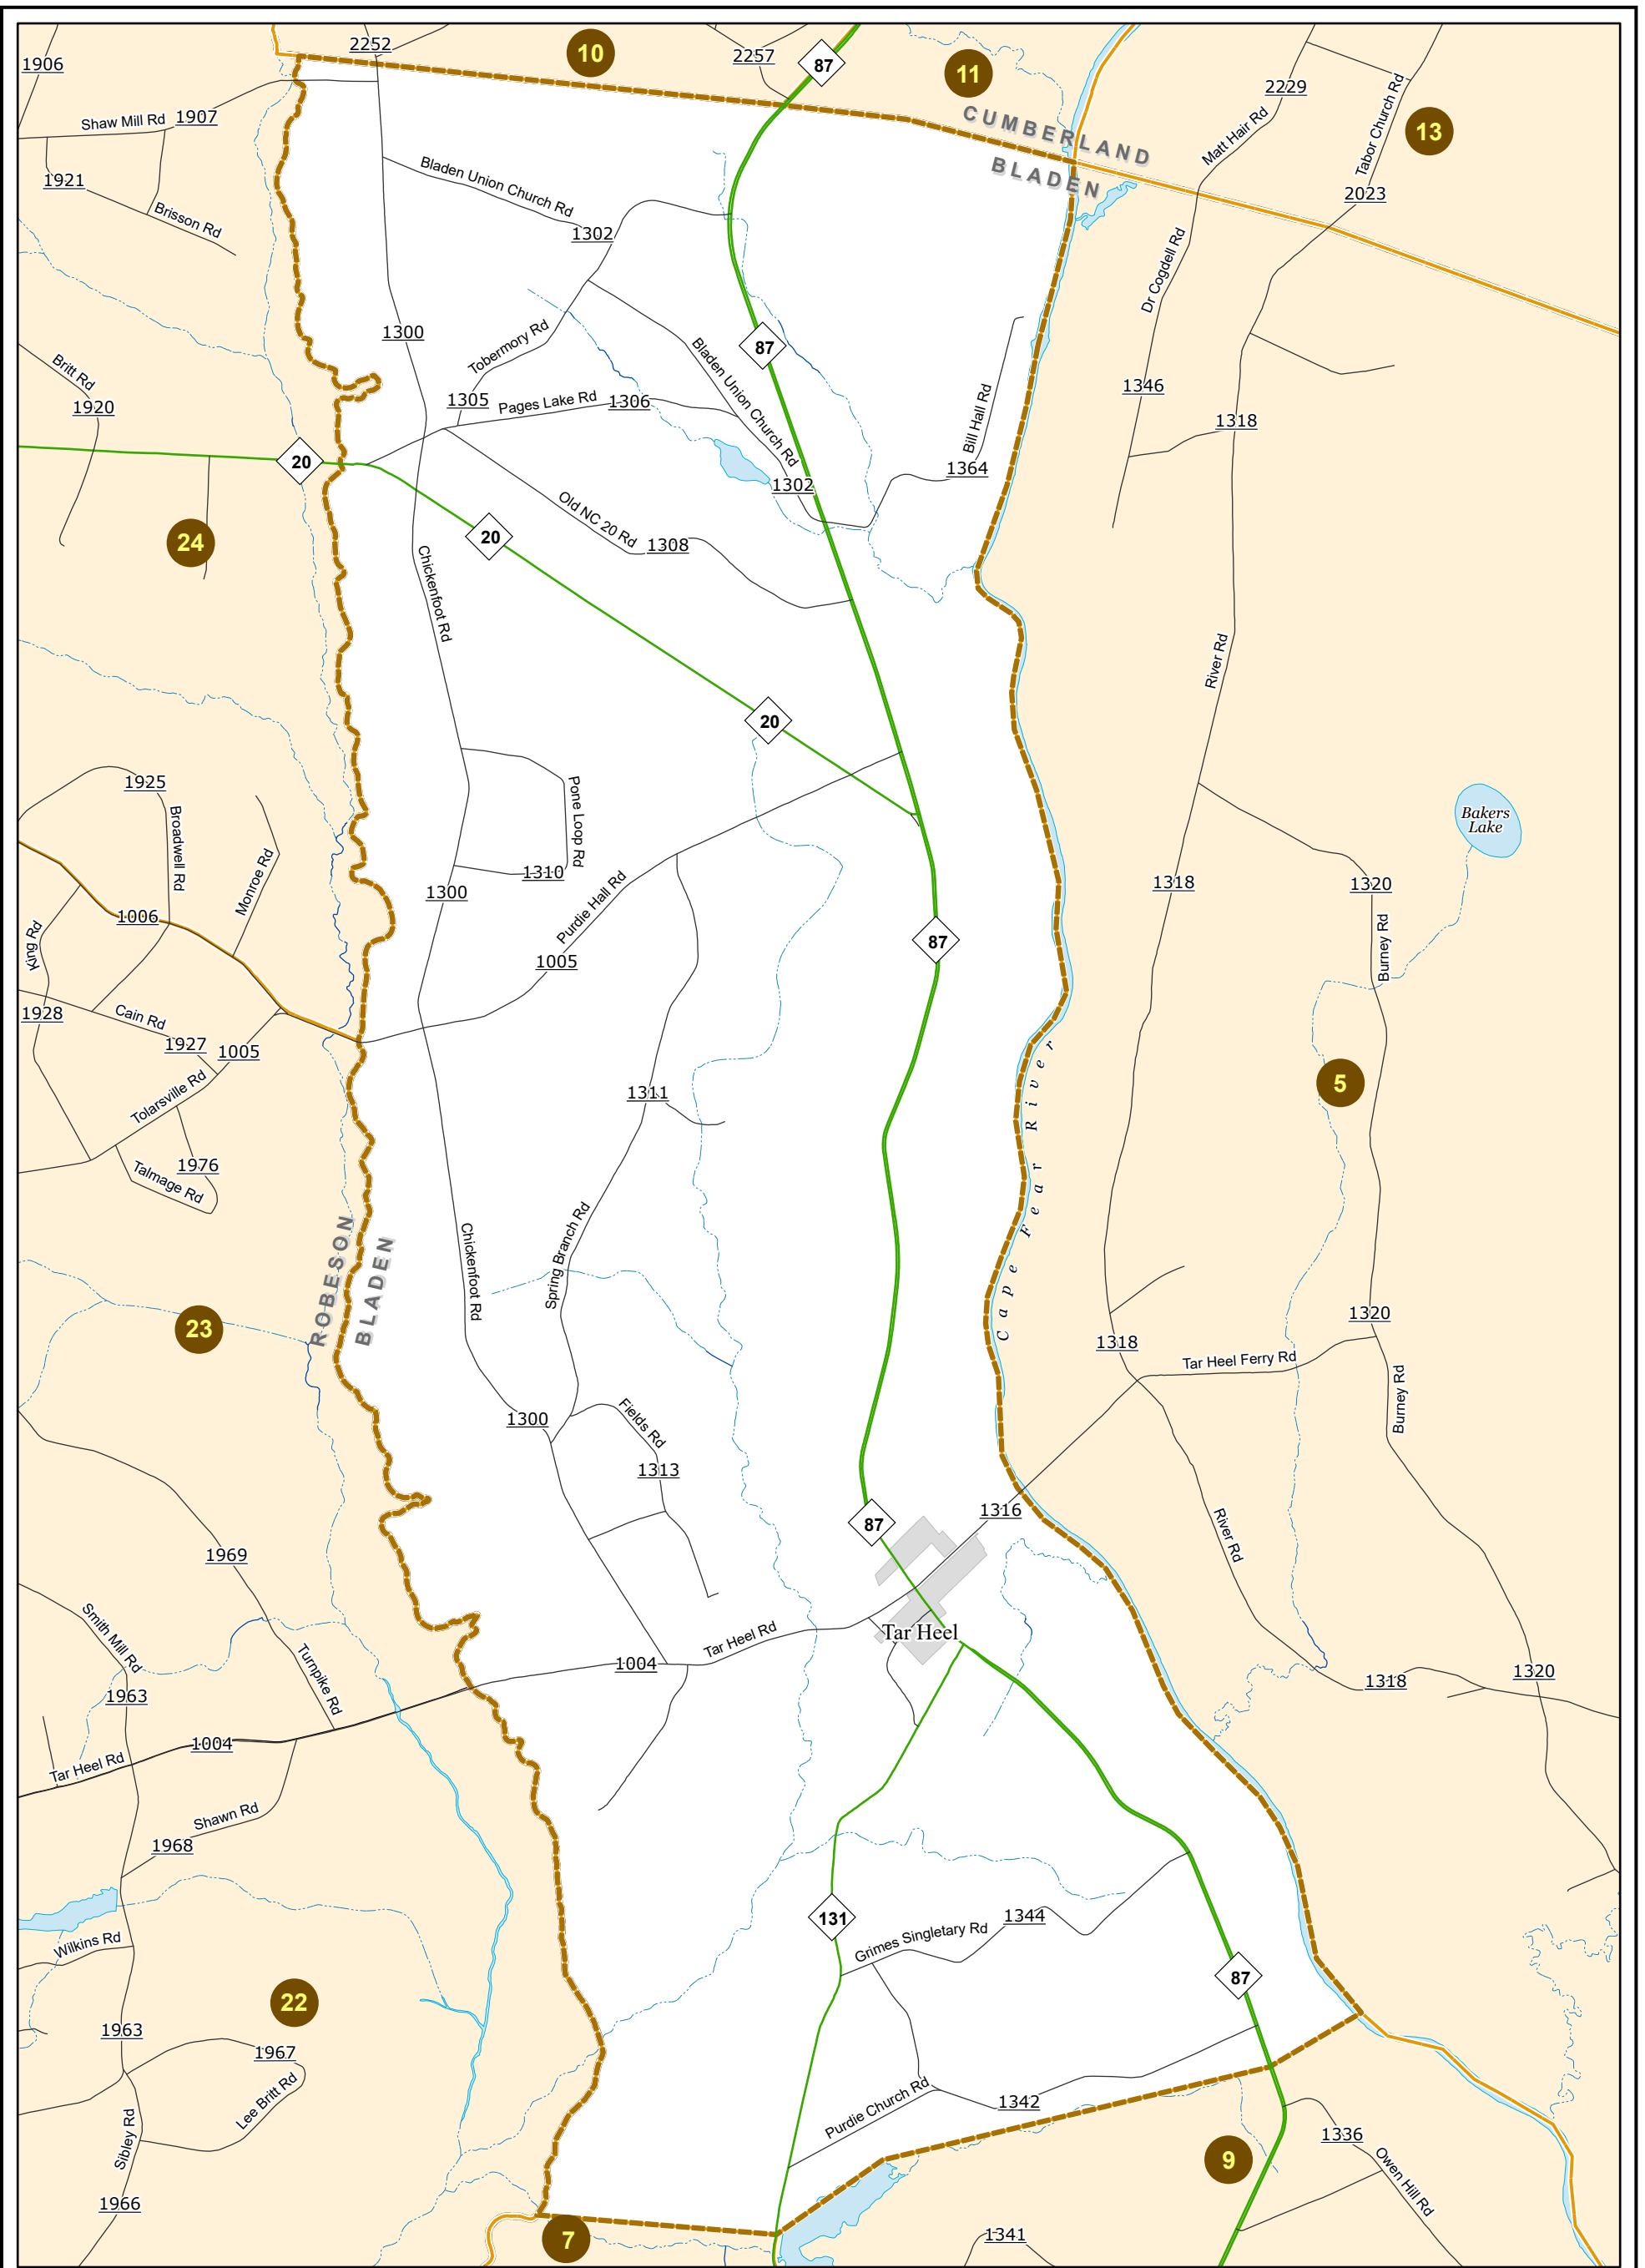 2252
10
2257
87
11
1906
2229
Tabor Church Rd
13
Shaw Mill Rd
1907
CUMBERLAND
BLADEN
Matt Hair Rd
1921
Bladen Union Church Rd
2023
Brisson Rd
1302
Dr Cogdell Rd
1300
Tobermory Rd
87
Britt Rd
Bladen Union Church Rd
1346
1920
1305
Pages Lake Rd
1306
Bill Hall Rd
1318
20
1364
1302
24
20
Old NC 20 Rd
1308
Chickenfoot Rd
River Rd
20
1925
Broadwell Rd
Pone Loop Rd
Bakers
Lake
Monroe Rd
1310
1300
Purdie Hall Rd
1318
1320
1006
King Rd
87
Burney Rd
1005
1928
Cain Rd
1927
1005
Cape Fear River
5
Tolarsville Rd
1311
1976
Talmage Rd
ROBESON
BLADEN
Spring Branch Rd
Chickenfoot Rd
23
1320
1318
Tar Heel Ferry Rd
Burney Rd
1300
Fields Rd
1313
87
1316
River Rd
1969
Smith Mill Rd
Tar Heel
Tar Heel Rd
1004
Turnpike Rd
1320
1318
1963
1004
Tar Heel Rd
Shawn Rd
1968
131
1344
Grimes Singletary Rd
Wilkins Rd
87
22
1963
1967
Lee Britt Rd
Purdie Church Rd
1342
Sibley Rd
1336
9
Owen Hill Rd
1966
7
1341